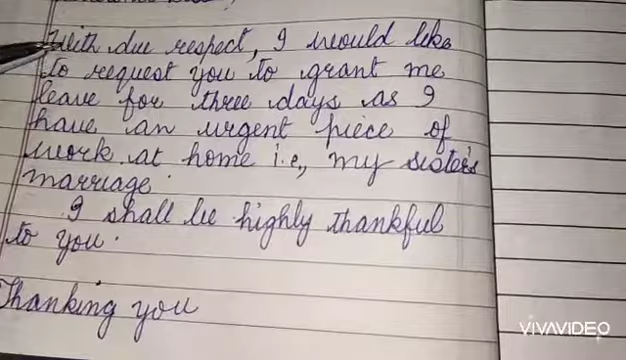 With due respect, I would like
to request you to grant me
leave for three days as I
have an urgent piece of
work at home i.e., my sister's
marriage.
I shall be highly thankful
to you.
Thanking you
VIVAVIDEO